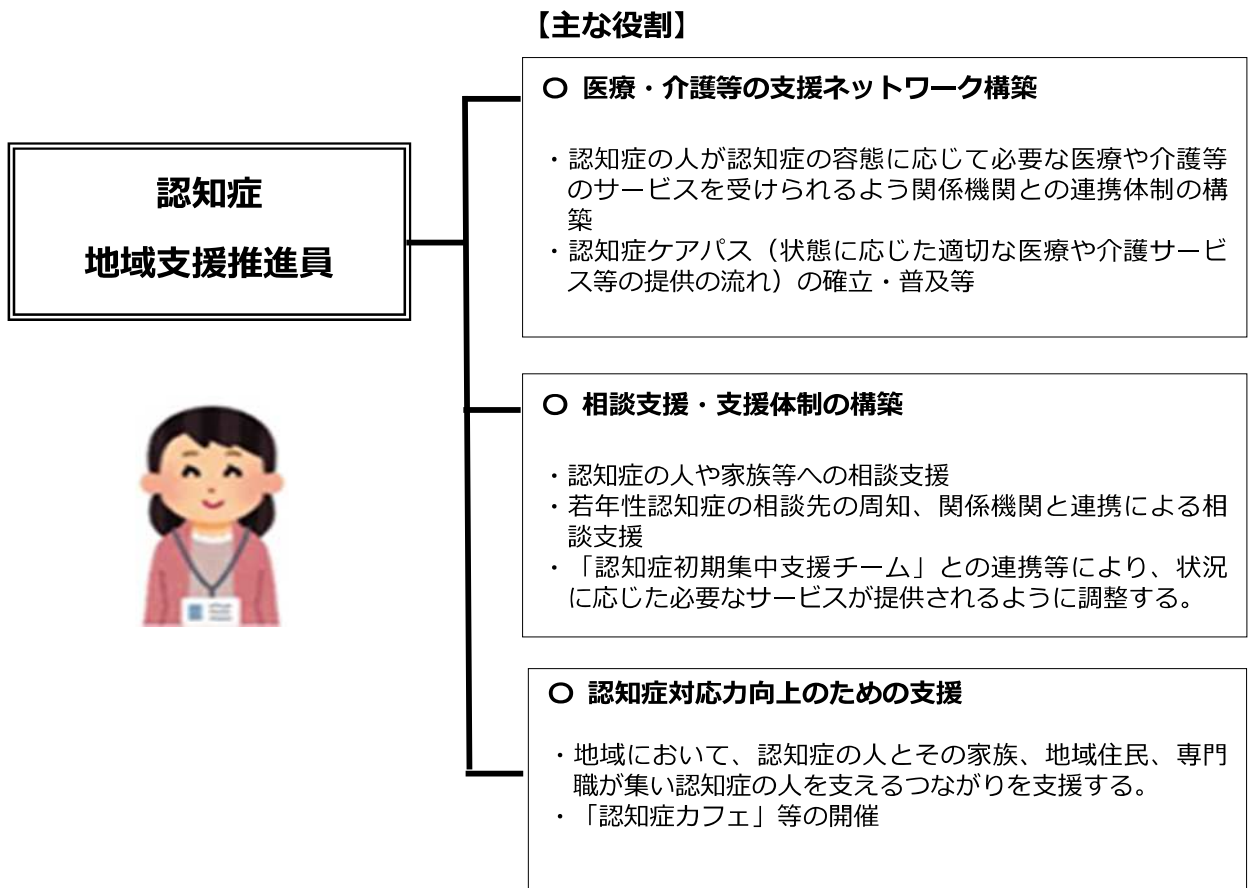 【主な役割】
認知症
地域支援推進員
〇 医療・介護等の支援ネットワーク構築
・認知症の人が認知症の容態に応じて必要な医療や介護等
のサービスを受けられるよう関係機関との連携体制の構
築
・認知症ケアパス（状態に応じた適切な医療や介護サービ
ス等の提供の流れ）の確立・普及等
〇 相談支援・支援体制の構築
・認知症の人や家族等への相談支援
・若年性認知症の相談先の周知、関係機関と連携による相
談支援
・「認知症初期集中支援チーム」との連携等により、状況
に応じた必要なサービスが提供されるように調整する。
〇 認知症対応力向上のための支援
・地域において、認知症の人とその家族、地域住民、専門
職が集い認知症の人を支えるつながりを支援する。
・「認知症カフェ」等の開催